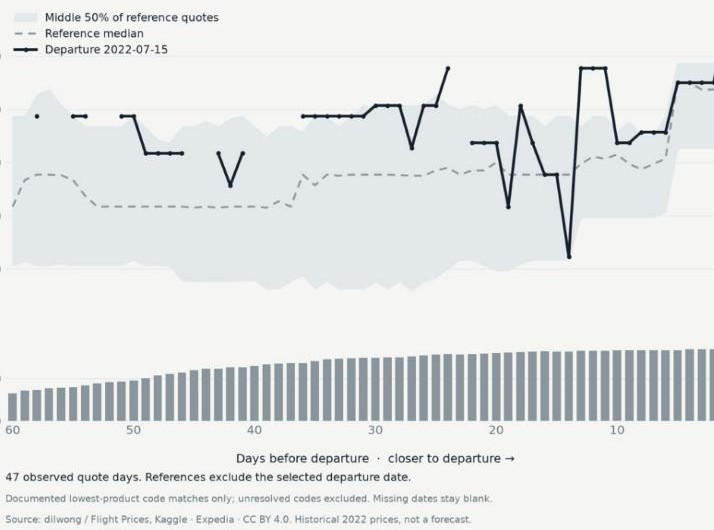 Middle 50% of reference quotes
Reference median
Departure 2022-07-15
60 50 40 30 20 10
Days before departure · closer to departure →
47 observed quote days. References exclude the selected departure date.
Documented lowest-product code matches only; unresolved codes excluded. Missing dates stay blank.
Source: dilwong / Flight Prices, Kaggle · Expedia · CC BY 4.0. Historical 2022 prices, not a forecast.